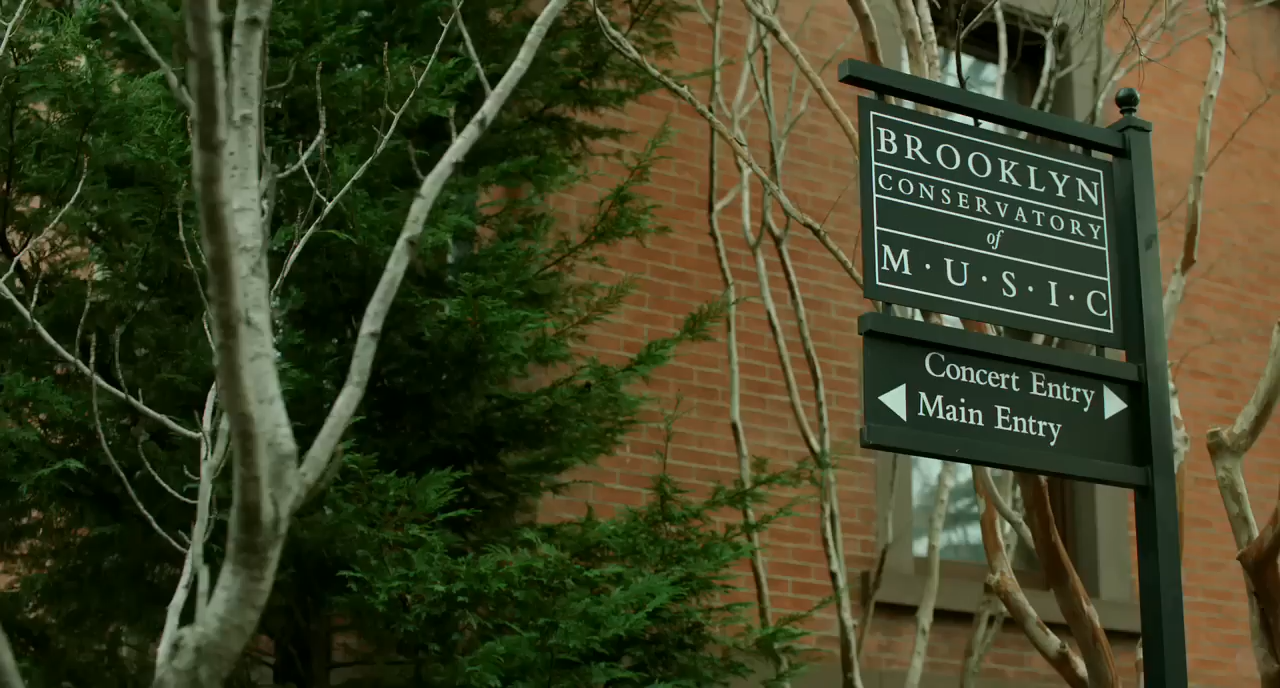 BROOKLYN
CONSERVATORY
of
M·U·S·I·C
Concert Entry
Main Entry